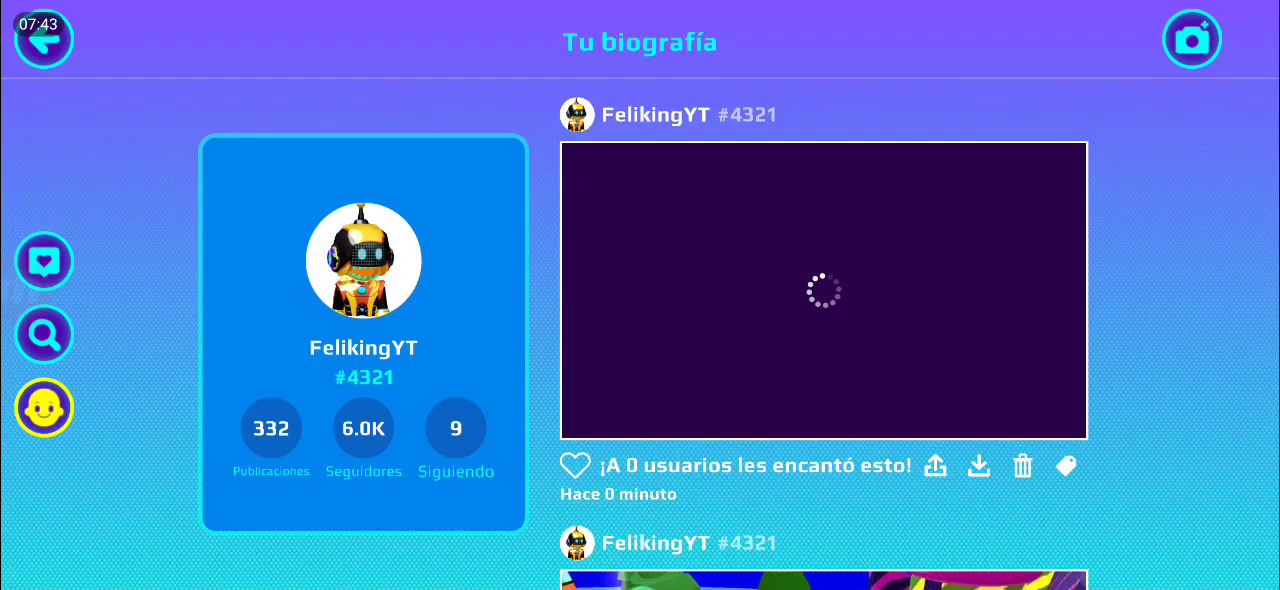 07:43
Tu biografía
FelikingYT #4321
FelikingYT
#4321
332
6.0K
9
Publicaciones
Seguidores
Siguiendo
¡A 0 usuarios les encantó esto!
Hace 0 minuto
FelikingYT #4321